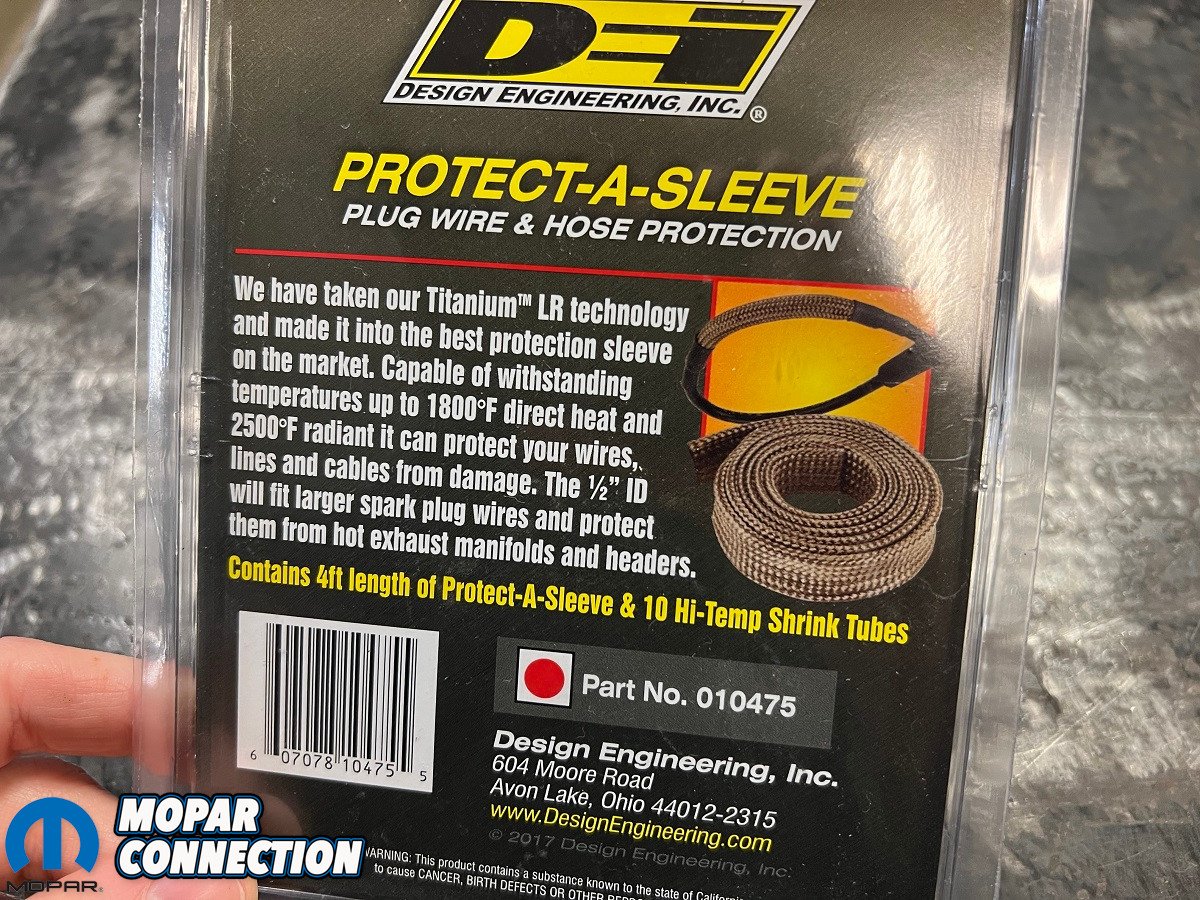 DEi
DESIGN ENGINEERING, INC.®
PROTECT-A-SLEEVE
PLUG WIRE & HOSE PROTECTION
We have taken our Titanium™ LR technology
and made it into the best protection sleeve
on the market. Capable of withstanding
temperatures up to 1800°F direct heat and
2500°F radiant it can protect your wires,
lines and cables from damage. The ½” ID
will fit larger spark plug wires and protect
them from hot exhaust manifolds and headers.
Contains 4ft length of Protect-A-Sleeve & 10 Hi-Temp Shrink Tubes
6 07078 10475 5
Part No. 010475
Design Engineering, Inc.
604 Moore Road
Avon Lake, Ohio 44012-2315
www.DesignEngineering.com
© 2017 Design Engineering, Inc.
WARNING: This product contains a substance known to the state of California
to cause CANCER, BIRTH DEFECTS OR OTHER
MOPAR
CONNECTION
MOPAR®